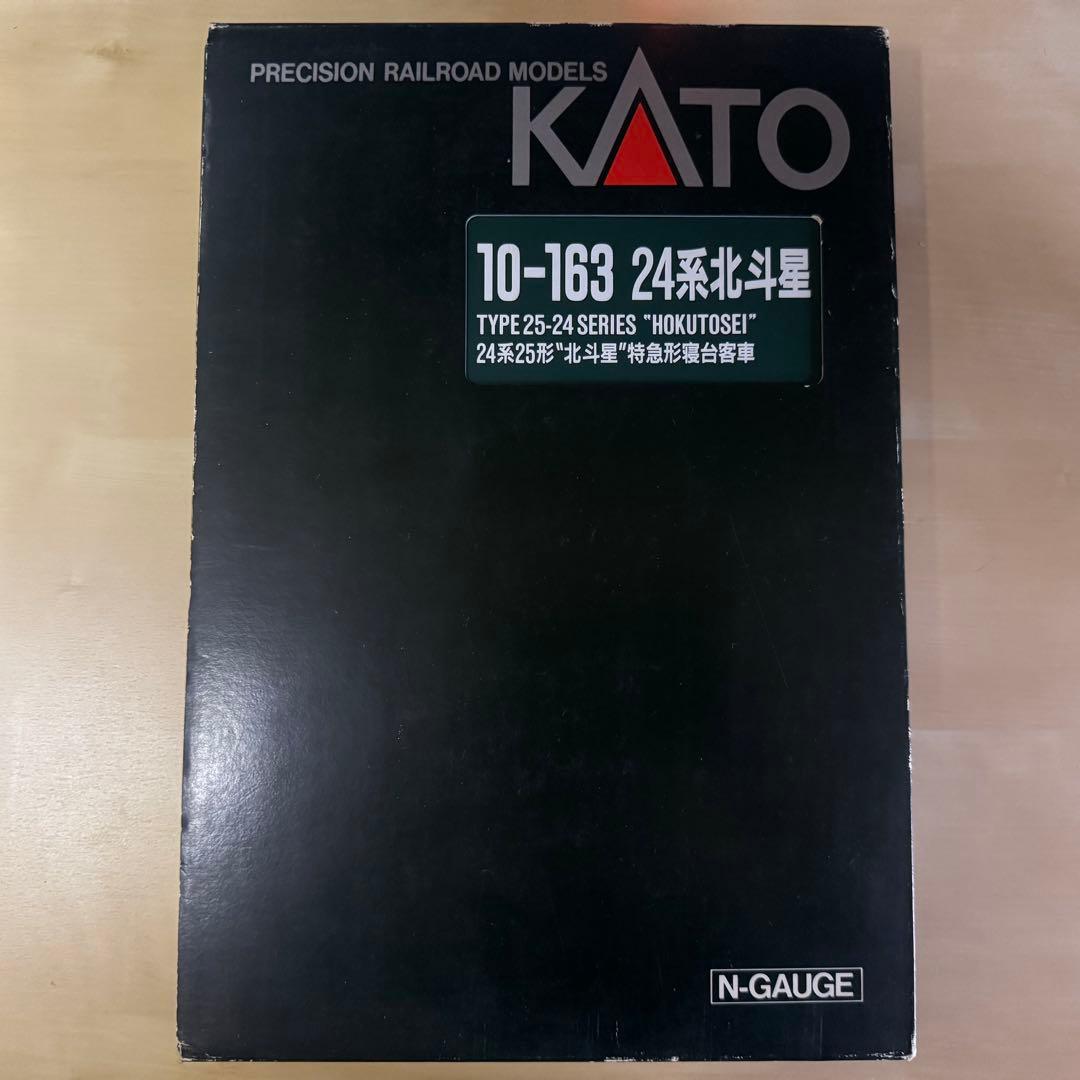 PRECISION RAILROAD MODELS
KATO
10-163 24系北斗星
TYPE 25-24 SERIES "HOKUTOSEI"
24系25形"北斗星"特急形寝台客車
N-GAUGE